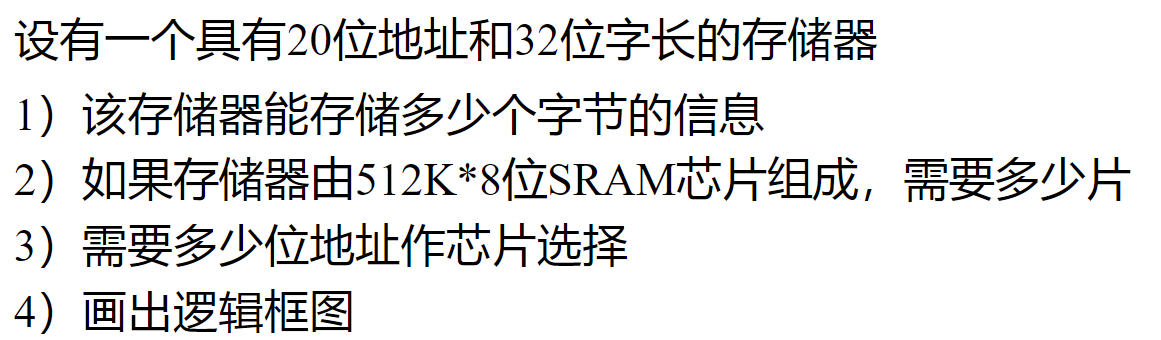 设有一个具有20位地址和32位字长的存储器
1）该存储器能存储多少个字节的信息
2）如果存储器由512K*8位SRAM芯片组成，需要多少片
3）需要多少位地址作芯片选择
4）画出逻辑框图